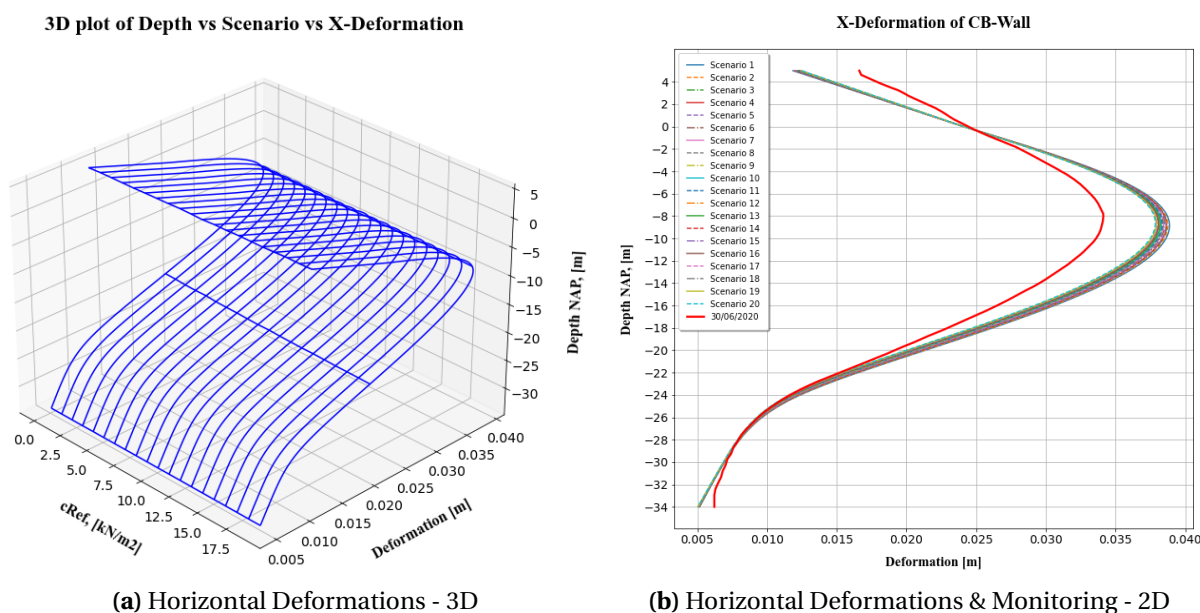 3D plot of Depth vs Scenario vs X-Deformation
5
0
−5
−10
−15
−20
−25
−30
Depth NAP, [m]
0.0
2.5
5.0
7.5
10.0
12.5
15.0
17.5
cRef, [kN/m2]
0.005
0.010
0.015
0.020
0.025
0.030
0.035
0.040
Deformation [m]
(a) Horizontal Deformations - 3D
X-Deformation of CB-Wall
Scenario 1
Scenario 2
Scenario 3
Scenario 4
Scenario 5
Scenario 6
Scenario 7
Scenario 8
Scenario 9
Scenario 10
Scenario 11
Scenario 12
Scenario 13
Scenario 14
Scenario 15
Scenario 16
Scenario 17
Scenario 18
Scenario 19
Scenario 20
30/06/2020
4
2
0
−2
−4
−6
−8
−10
−12
−14
−16
−18
−20
−22
−24
−26
−28
−30
−32
−34
Depth NAP, [m]
0.005
0.010
0.015
0.020
0.025
0.030
0.035
0.040
Deformation [m]
(b) Horizontal Deformations & Monitoring - 2D